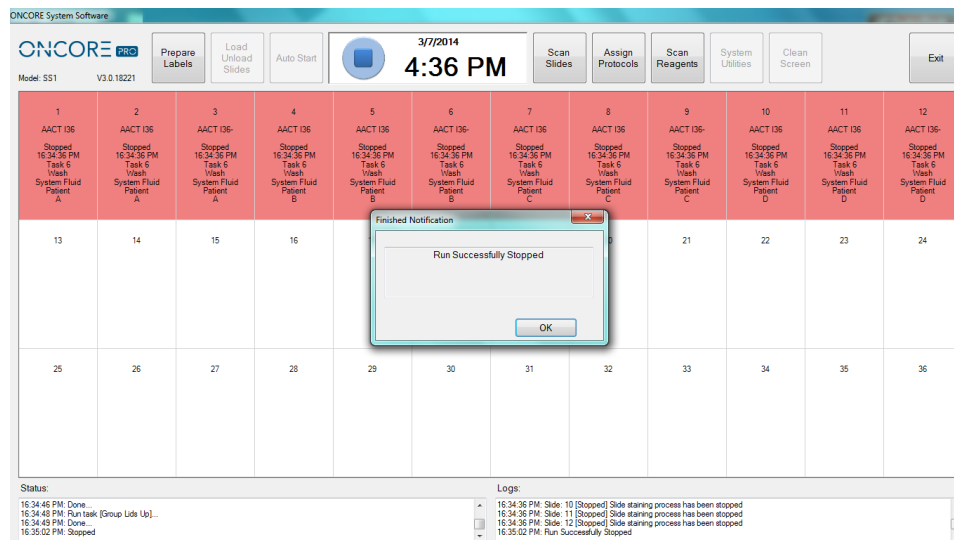 ONCORE System Software
ONCORE PRO
Model: SS1 V3.0.18221
Prepare Labels
Load Unload Slides
Auto Start
3/7/2014
4:36 PM
Scan Slides
Assign Protocols
Scan Reagents
System Utilities
Clean Screen
Exit
1 2 3 4 5 6 7 8 9 10 11 12
AACT I36 AACT I36 AACT I36- AACT I36 AACT I36 AACT I36- AACT I36 AACT I36 AACT I36- AACT I36 AACT I36 AACT I36-
Stopped Stopped Stopped Stopped Stopped Stopped Stopped Stopped Stopped Stopped Stopped Stopped
16:34:36 PM 16:34:36 PM 16:34:36 PM 16:34:36 PM 16:34:36 PM 16:34:36 PM 16:34:36 PM 16:34:36 PM 16:34:36 PM 16:34:36 PM 16:34:36 PM 16:34:36 PM
Task 6 Task 6 Task 6 Task 6 Task 6 Task 6 Task 6 Task 6 Task 6 Task 6 Task 6 Task 6
Wash Wash Wash Wash Wash Wash Wash Wash Wash Wash Wash Wash
System Fluid System Fluid System Fluid System Fluid System Fluid System Fluid System Fluid System Fluid System Fluid System Fluid System Fluid System Fluid
Patient Patient Patient Patient Patient Patient Patient Patient Patient Patient Patient Patient
A A A B B B C C C D D D
Finished Notification
Run Successfully Stopped
OK
13 14 15 16 21 22 23 24
25 26 27 28 29 30 31 32 33 34 35 36
Status:
16:34:46 PM: Done...
16:34:48 PM: Run task [Group Lids Up]...
16:34:49 PM: Done...
16:35:02 PM: Stopped
Logs:
16:34:36 PM: Slide: 10 [Stopped] Slide staining process has been stopped
16:34:36 PM: Slide: 11 [Stopped] Slide staining process has been stopped
16:34:36 PM: Slide: 12 [Stopped] Slide staining process has been stopped
16:35:02 PM: Run Successfully Stopped